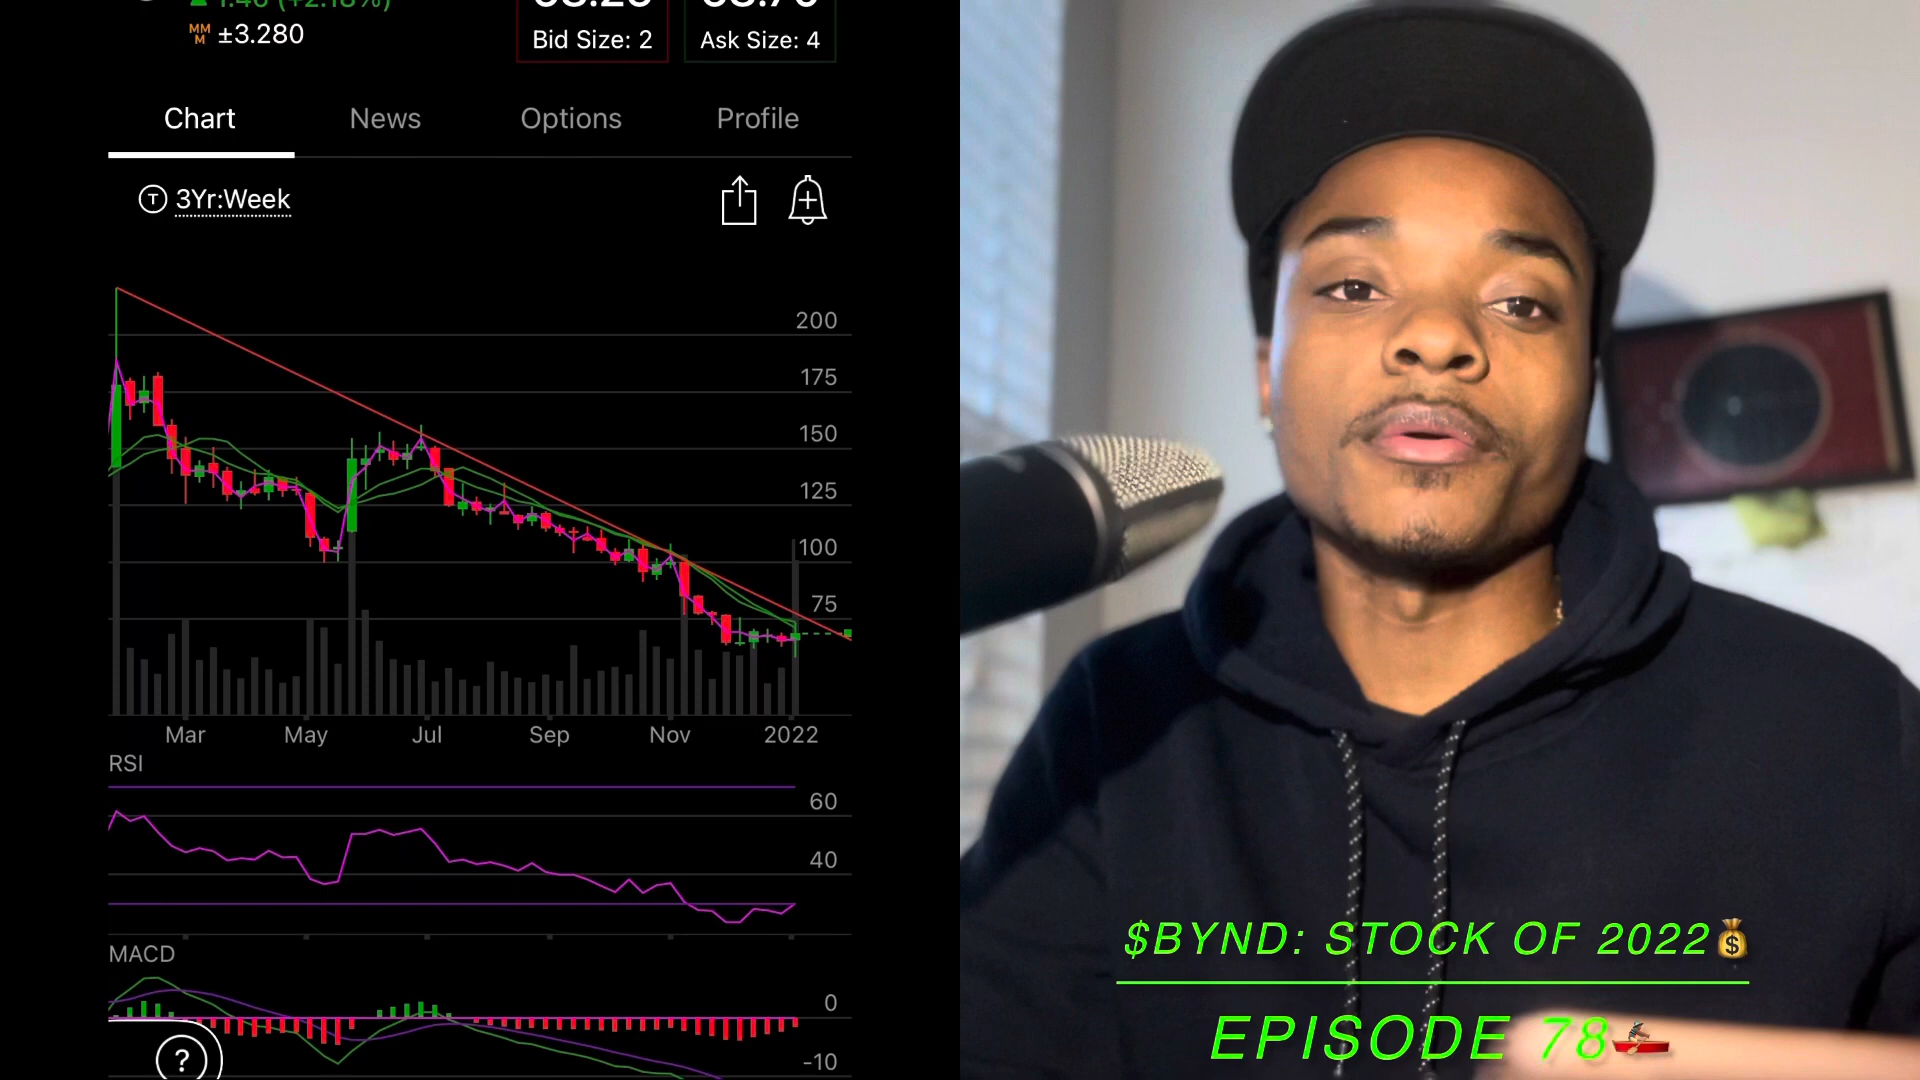 MM
M ±3.280
Bid Size: 2
Ask Size: 4
Chart
News
Options
Profile
T 3Yr:Week
200
175
150
125
100
75
Mar
May
Jul
Sep
Nov
2022
RSI
60
40
MACD
0
-10
?
$BYND: STOCK OF 2022💰
EPISODE 78